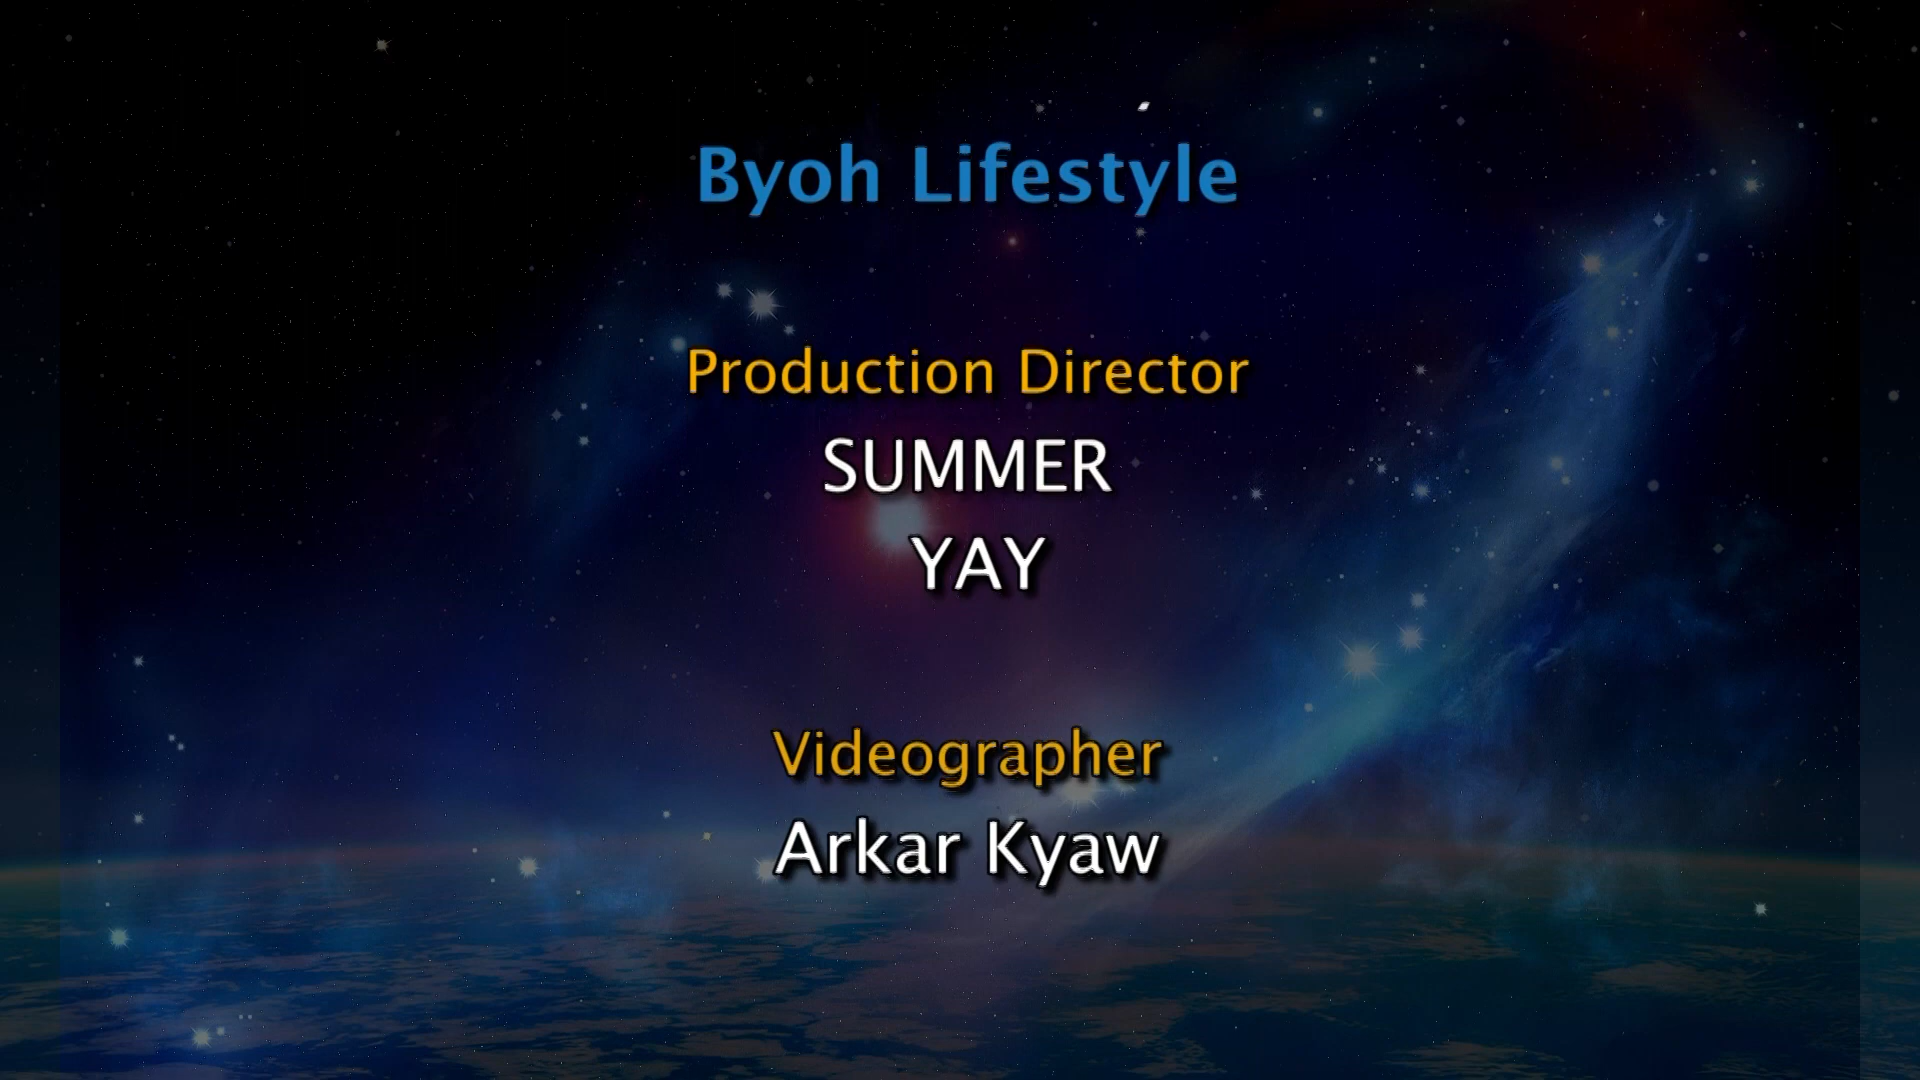 Byoh Lifestyle
Production Director
SUMMER
YAY
Videographer
Arkar Kyaw